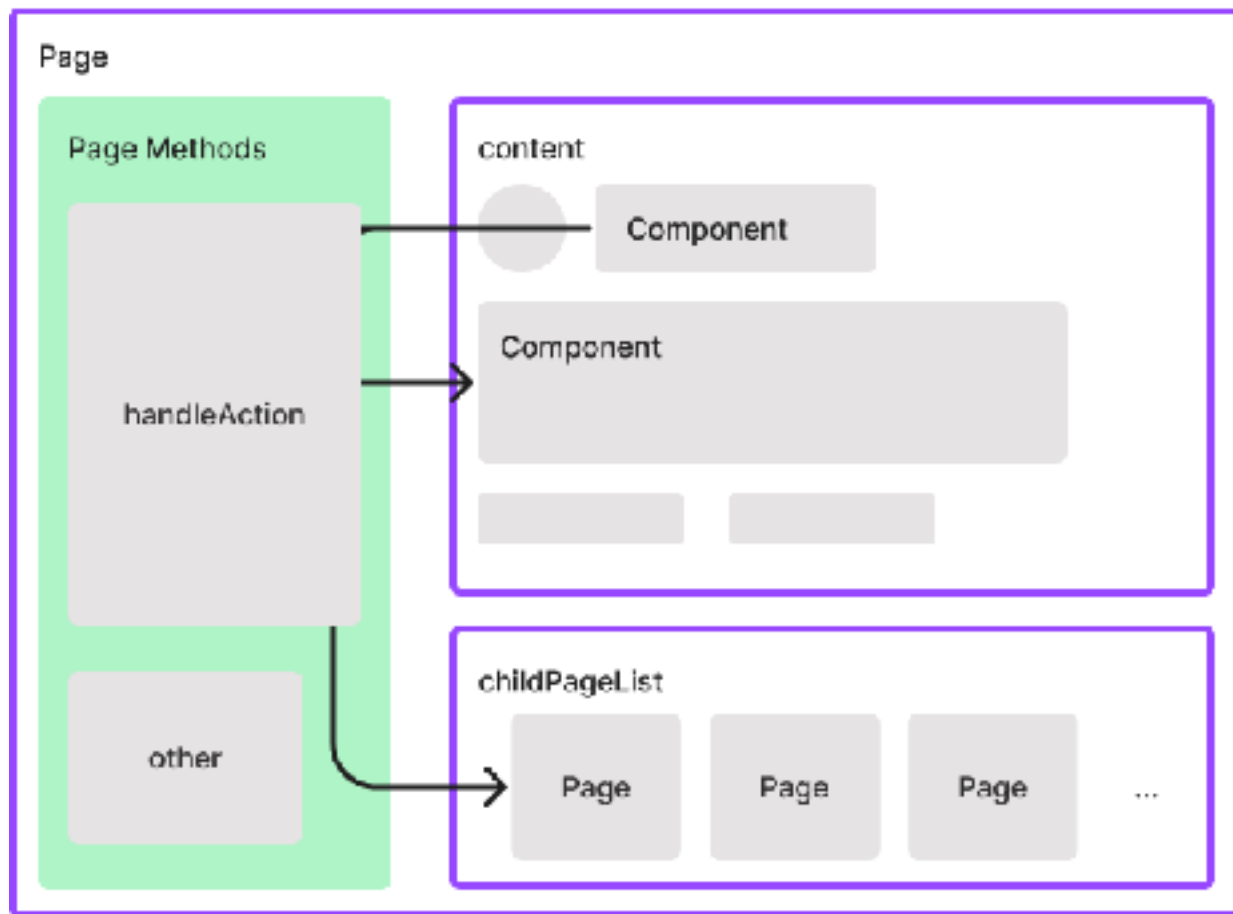 Page
Page Methods
handleAction
other
content
Component
Component
childPageList
Page
Page
Page
...